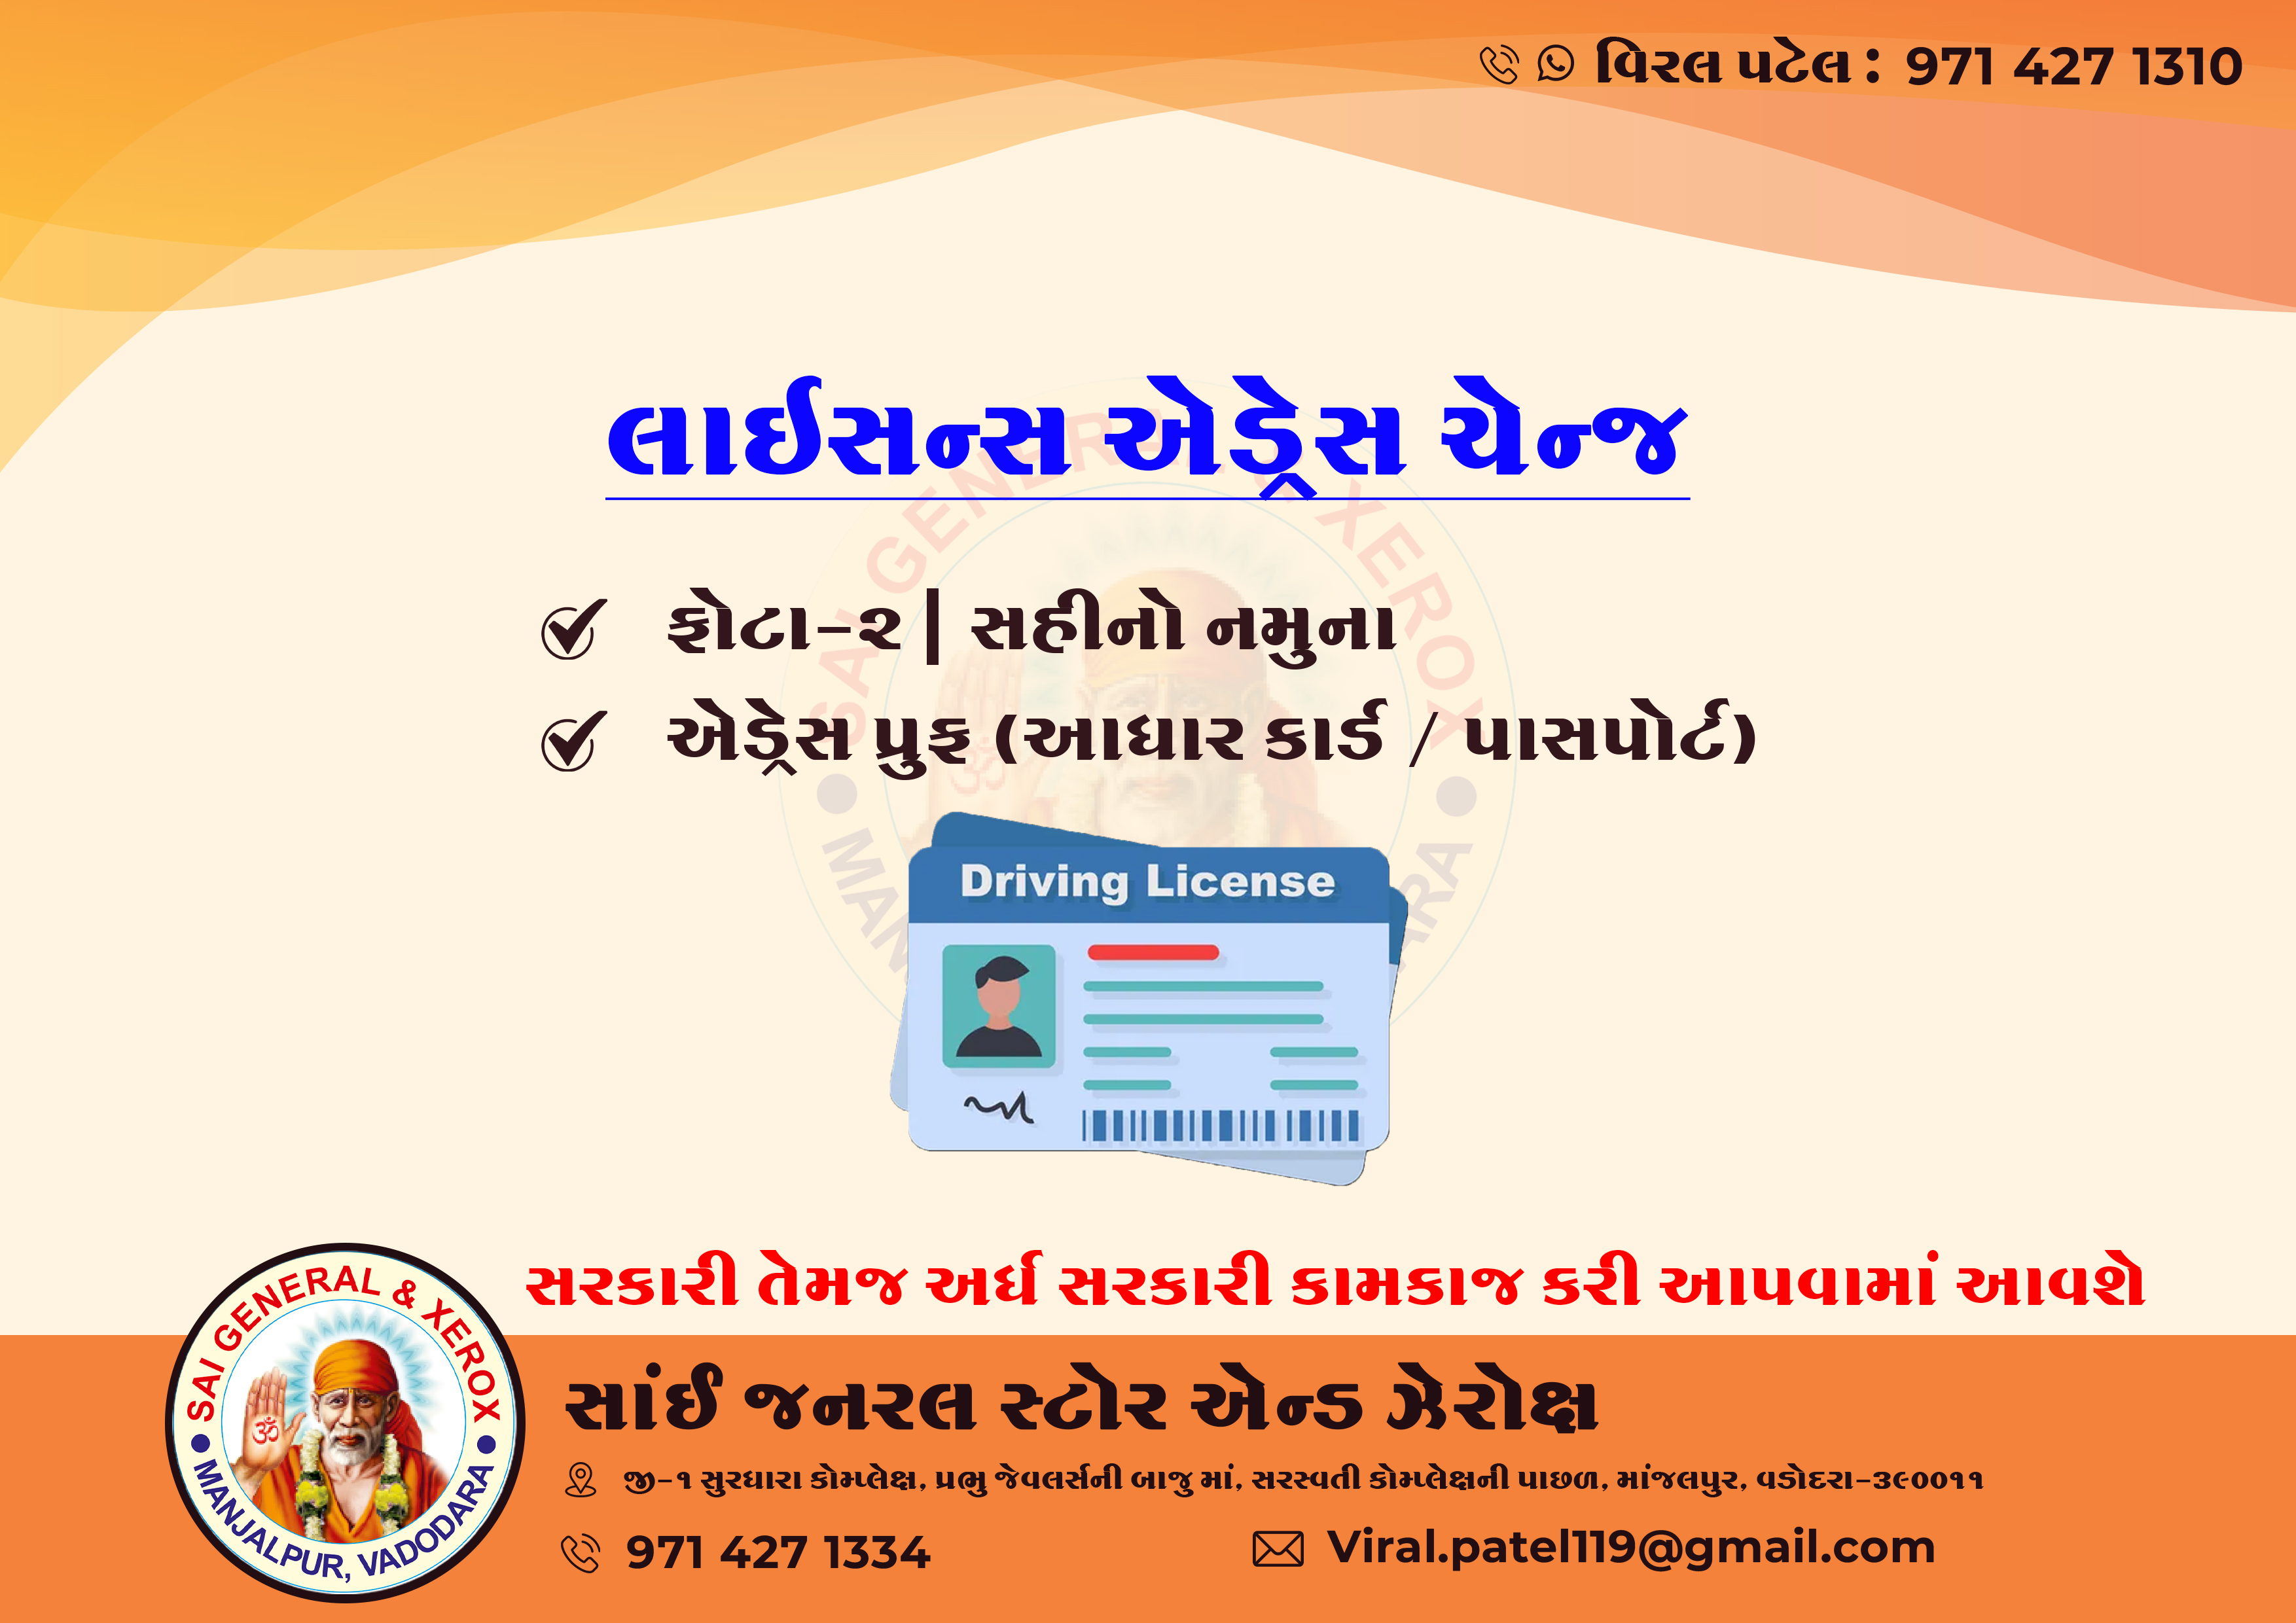 વિરલ પટેલ : 971 427 1310
લાઈસન્સ એડ્રેસ ચેન્જ
ફોટા-૨ | સહીનો નમુના
એડ્રેસ પ્રુફ (આધાર કાર્ડ / પાસપોર્ટ)
Driving License
સરકારી તેમજ અર્ધ સરકારી કામકાજ કરી આપવામાં આવશે
SAI GENERAL & XEROX
MANJALPUR, VADODARA
સાંઈ જનરલ સ્ટોર એન્ડ ઝેરોક્ષ
જી-૧ સુરધારા કોમ્પ્લેક્ષ, પ્રભુ જેવલર્સની બાજુ માં, સરસ્વતી કોમ્પ્લેક્ષની પાછળ, માંજલપુર, વડોદરા-૩૯૦૦૧૧
971 427 1334
Viral.patel119@gmail.com